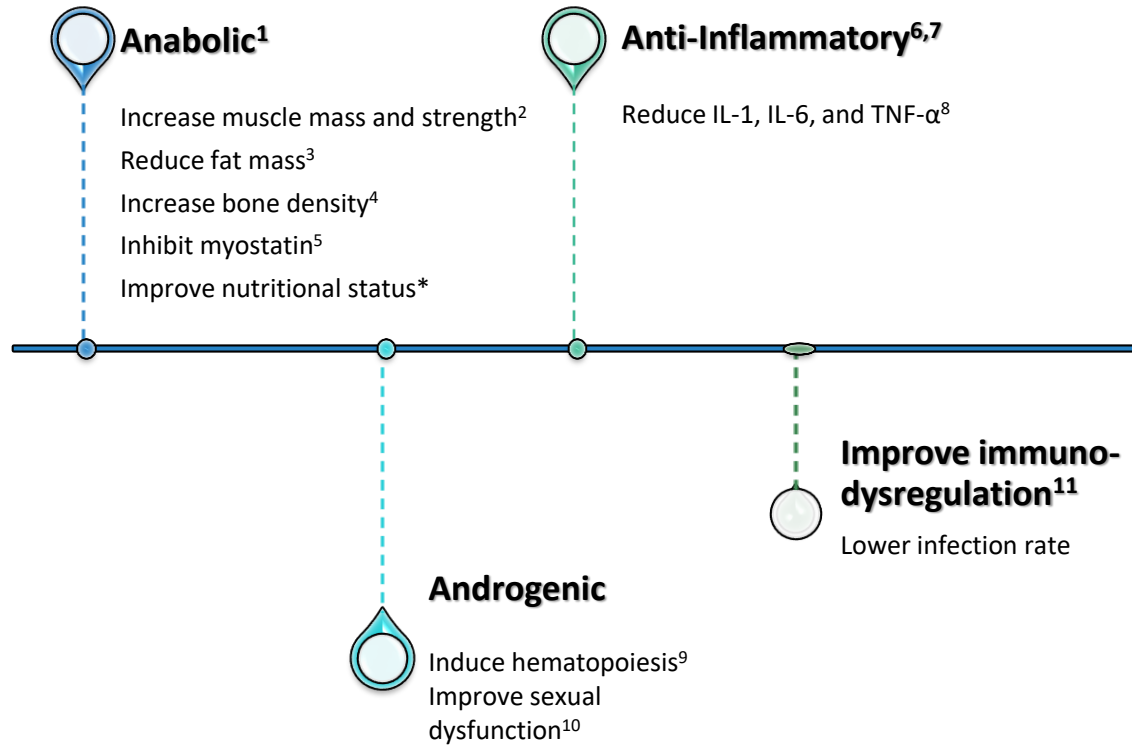 Anabolic¹
Increase muscle mass and strength²
Reduce fat mass³
Increase bone density⁴
Inhibit myostatin⁵
Improve nutritional status*
Anti-Inflammatory⁶,⁷
Reduce IL-1, IL-6, and TNF-α⁸
Androgenic
Induce hematopoiesis⁹
Improve sexual
dysfunction¹⁰
Improve immuno-
dysregulation¹¹
Lower infection rate